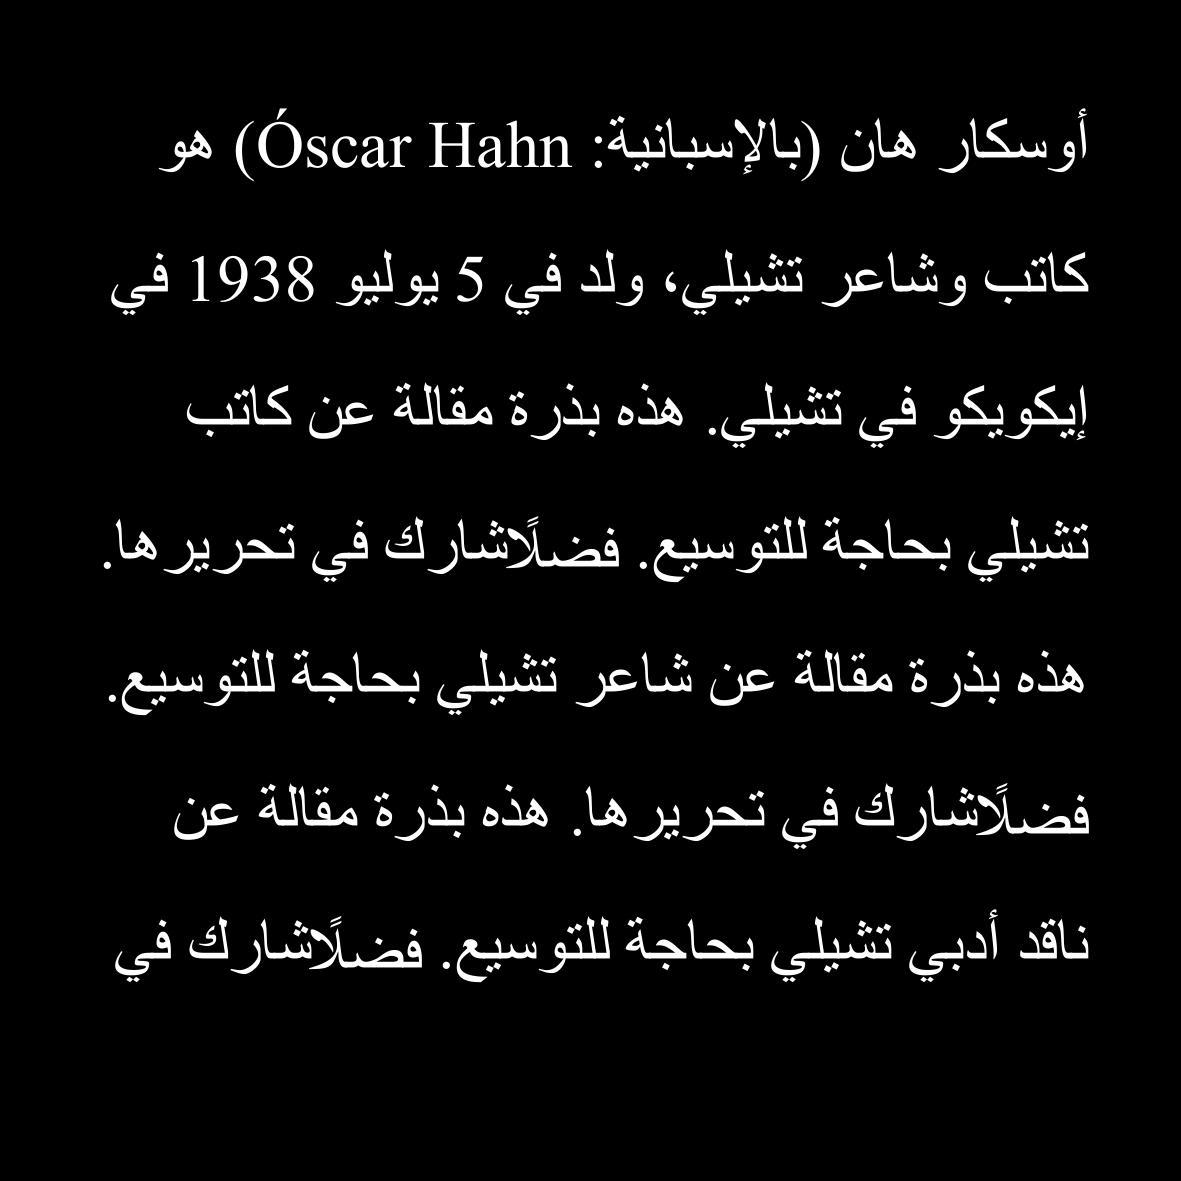 أوسكار هان (بالإسبانية: Óscar Hahn) هو
كاتب وشاعر تشيلي، ولد في 5 يوليو 1938 في
إيكويكو في تشيلي. هذه بذرة مقالة عن كاتب
تشيلي بحاجة للتوسيع. فضلًاشارك في تحريرها.
هذه بذرة مقالة عن شاعر تشيلي بحاجة للتوسيع.
فضلًاشارك في تحريرها. هذه بذرة مقالة عن
ناقد أدبي تشيلي بحاجة للتوسيع. فضلًاشارك في